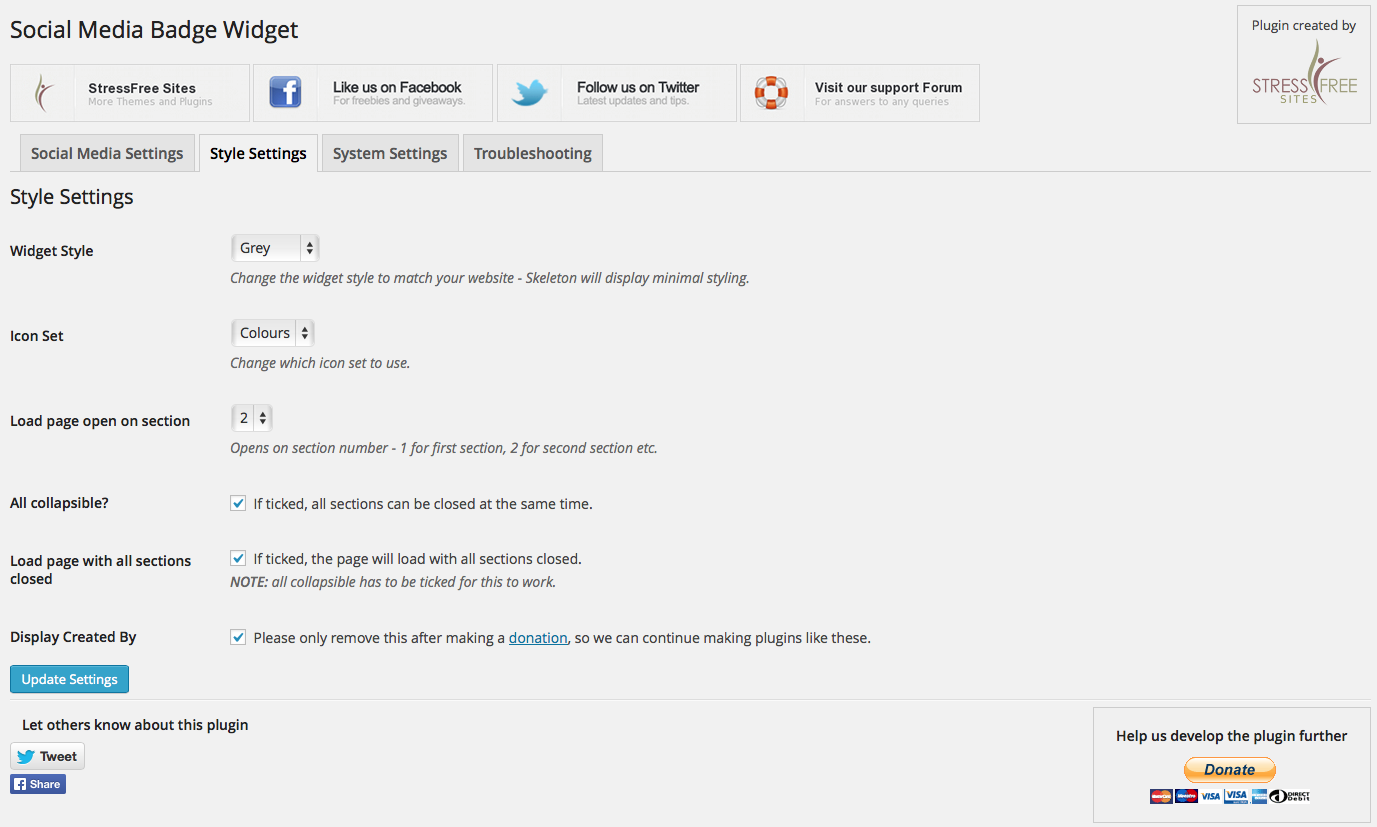 Social Media Badge Widget
Plugin created by
STRESS FREE
SITES
StressFree Sites
More Themes and Plugins
Like us on Facebook
For freebies and giveaways.
Follow us on Twitter
Latest updates and tips.
Visit our support Forum
For answers to any queries
Social Media Settings
Style Settings
System Settings
Troubleshooting
Style Settings
Widget Style
Grey
Change the widget style to match your website - Skeleton will display minimal styling.
Icon Set
Colours
Change which icon set to use.
Load page open on section
2
Opens on section number - 1 for first section, 2 for second section etc.
All collapsible?
If ticked, all sections can be closed at the same time.
Load page with all sections
closed
If ticked, the page will load with all sections closed.
NOTE: all collapsible has to be ticked for this to work.
Display Created By
Please only remove this after making a donation, so we can continue making plugins like these.
Update Settings
Let others know about this plugin
Tweet
Share
Help us develop the plugin further
Donate
MasterCard
Maestro
VISA
VISA
DIRECT
Debit